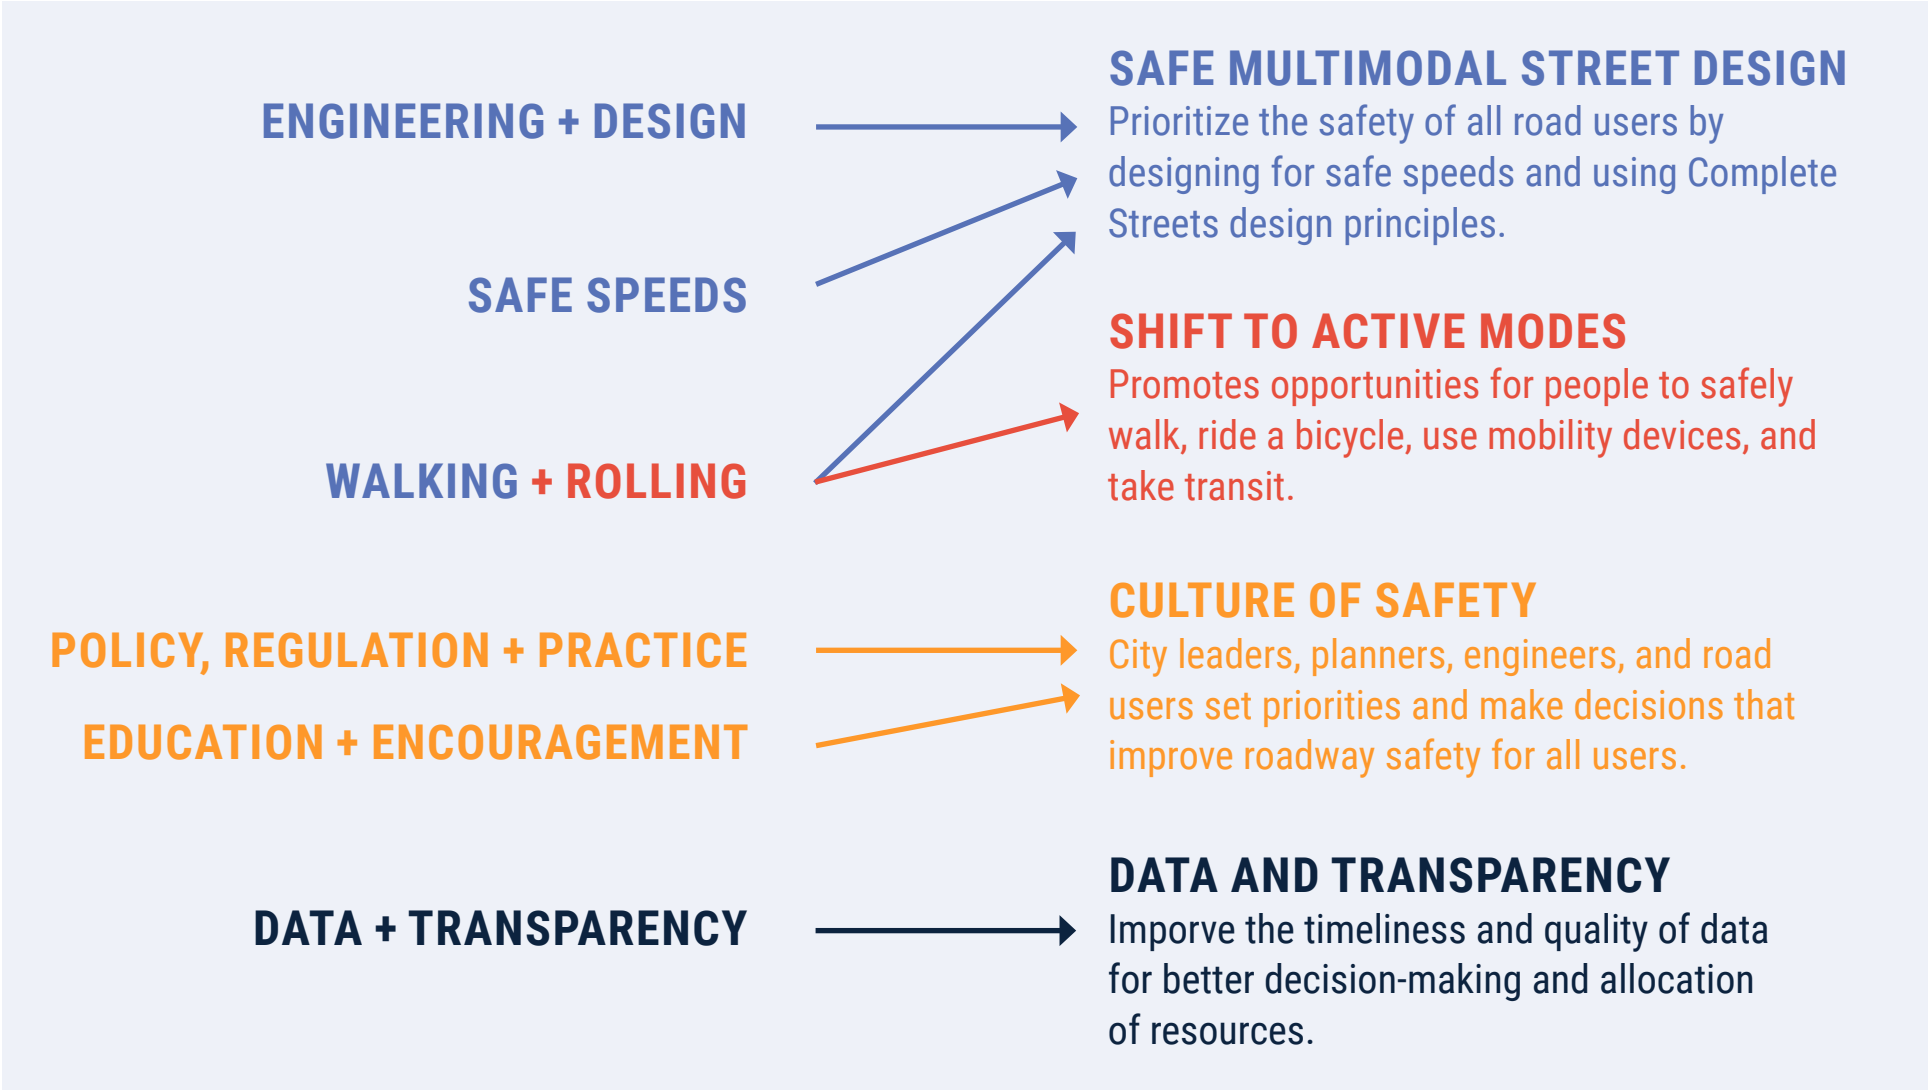 ENGINEERING + DESIGN
SAFE SPEEDS
WALKING + ROLLING
POLICY, REGULATION + PRACTICE
EDUCATION + ENCOURAGEMENT
DATA + TRANSPARENCY
SAFE MULTIMODAL STREET DESIGN
Prioritize the safety of all road users by
designing for safe speeds and using Complete
Streets design principles.
SHIFT TO ACTIVE MODES
Promotes opportunities for people to safely
walk, ride a bicycle, use mobility devices, and
take transit.
CULTURE OF SAFETY
City leaders, planners, engineers, and road
users set priorities and make decisions that
improve roadway safety for all users.
DATA AND TRANSPARENCY
Imporve the timeliness and quality of data
for better decision-making and allocation
of resources.